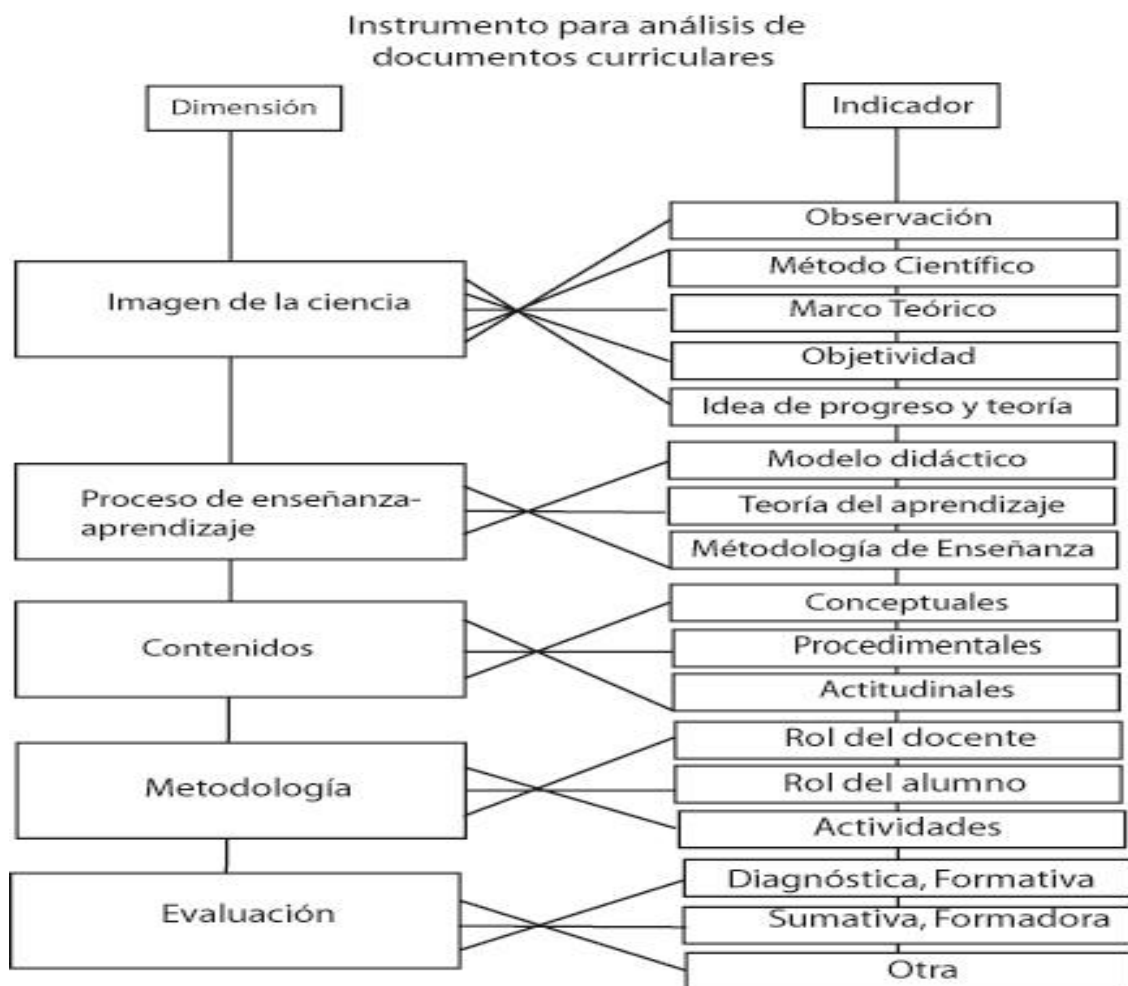 Instrumento para análisis de
documentos curriculares
Dimensión
Indicador
Imagen de la ciencia
Observación
Método Científico
Marco Teórico
Objetividad
Idea de progreso y teoría
Proceso de enseñanza-
aprendizaje
Modelo didáctico
Teoría del aprendizaje
Métodología de Enseñanza
Contenidos
Conceptuales
Procedimentales
Actitudinales
Metodología
Rol del docente
Rol del alumno
Actividades
Evaluación
Diagnóstica, Formativa
Sumativa, Formadora
Otra